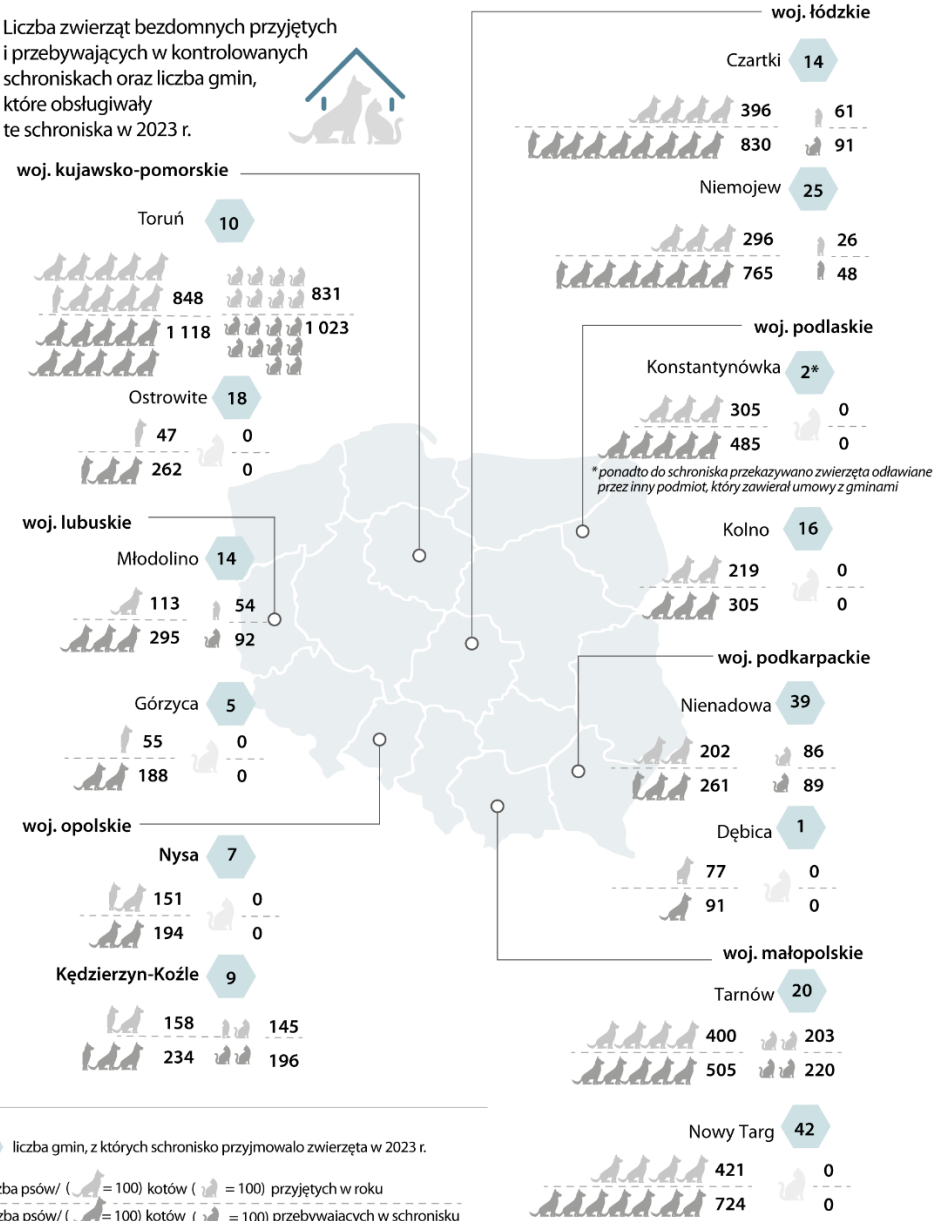 Liczba zwierząt bezdomnych przyjętych
i przebywających w kontrolowanych
schroniskach oraz liczba gmin,
które obsługiwały
te schroniska w 2023 r.
woj. kujawsko-pomorskie
Toruń 10
848 831
1 118 1 023
Ostrowite 18
47 0
262 0
woj. lubuskie
Młodolino 14
113 54
295 92
Górzyca 5
55 0
188 0
woj. opolskie
Nysa 7
151 0
194 0
Kędzierzyn-Koźle 9
158 145
234 196
woj. łódzkie
Czartki 14
396 61
830 91
Niemojew 25
296 26
765 48
woj. podlaskie
Konstantynówka 2*
305 0
485 0
* ponadto do schroniska przekazywano zwierzęta odławiane
przez inny podmiot, który zawierał umowy z gminami
Kolno 16
219 0
305 0
woj. podkarpackie
Nienadowa 39
202 86
261 89
Dębica 1
77 0
91 0
woj. małopolskie
Tarnów 20
400 203
505 220
Nowy Targ 42
421 0
724 0
liczba gmin, z których schronisko przyjmowalo zwierzęta w 2023 r.
zba psów/ ( = 100) kotów ( = 100) przyjętych w roku
zba psów/ ( = 100) kotów ( = 100) przebywających w schronisku